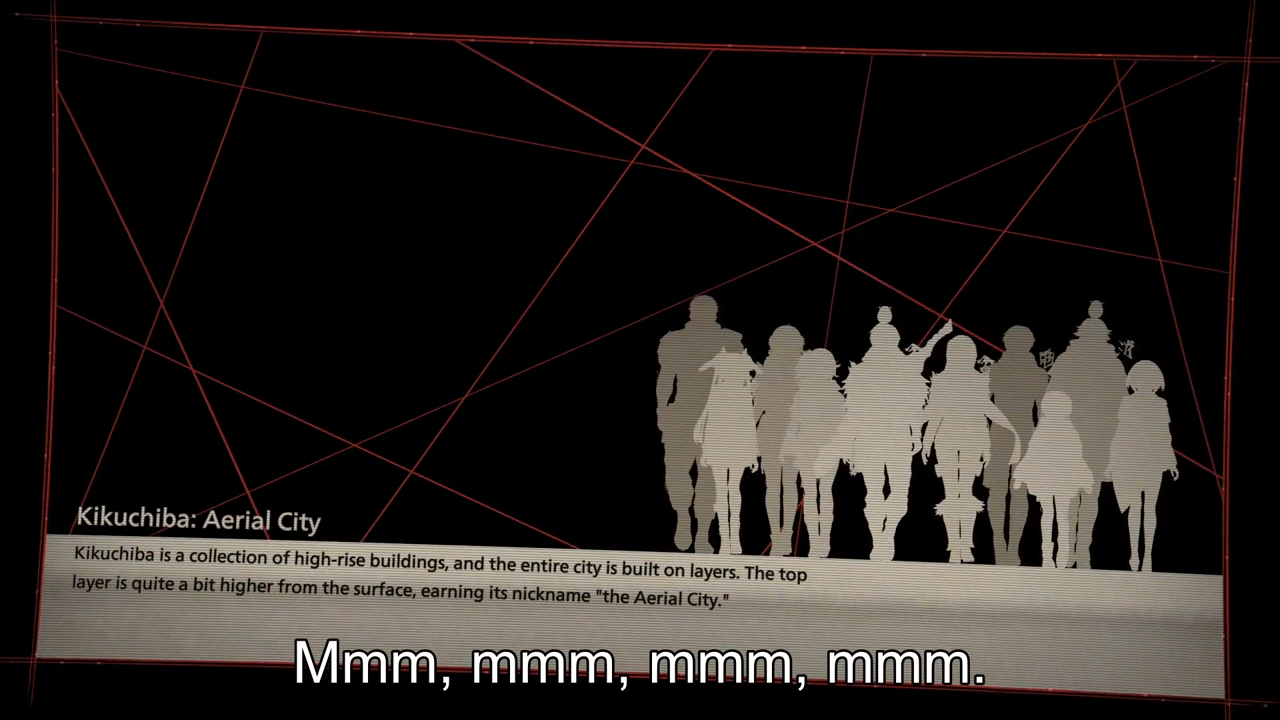 Kikuchiba: Aerial City
Kikuchiba is a collection of high-rise buildings, and the entire city is built on layers. The top
layer is quite a bit higher from the surface, earning its nickname "the Aerial City."
Mmm, mmm, mmm, mmm.